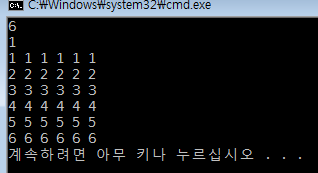 C:₩Windows₩system32₩cmd.exe
6
1
1 1 1 1 1 1
2 2 2 2 2 2
3 3 3 3 3 3
4 4 4 4 4 4
5 5 5 5 5 5
6 6 6 6 6 6
계속하려면 아무 키나 누르십시오 . . .